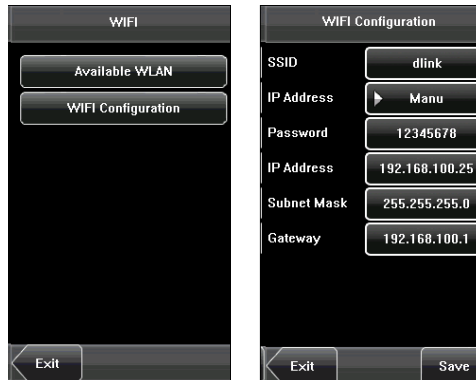 WIFI
Available WLAN
WIFI Configuration
Exit
WIFI Configuration
SSID dlink
IP Address Manu
Password 12345678
IP Address 192.168.100.25
Subnet Mask 255.255.255.0
Gateway 192.168.100.1
Exit Save